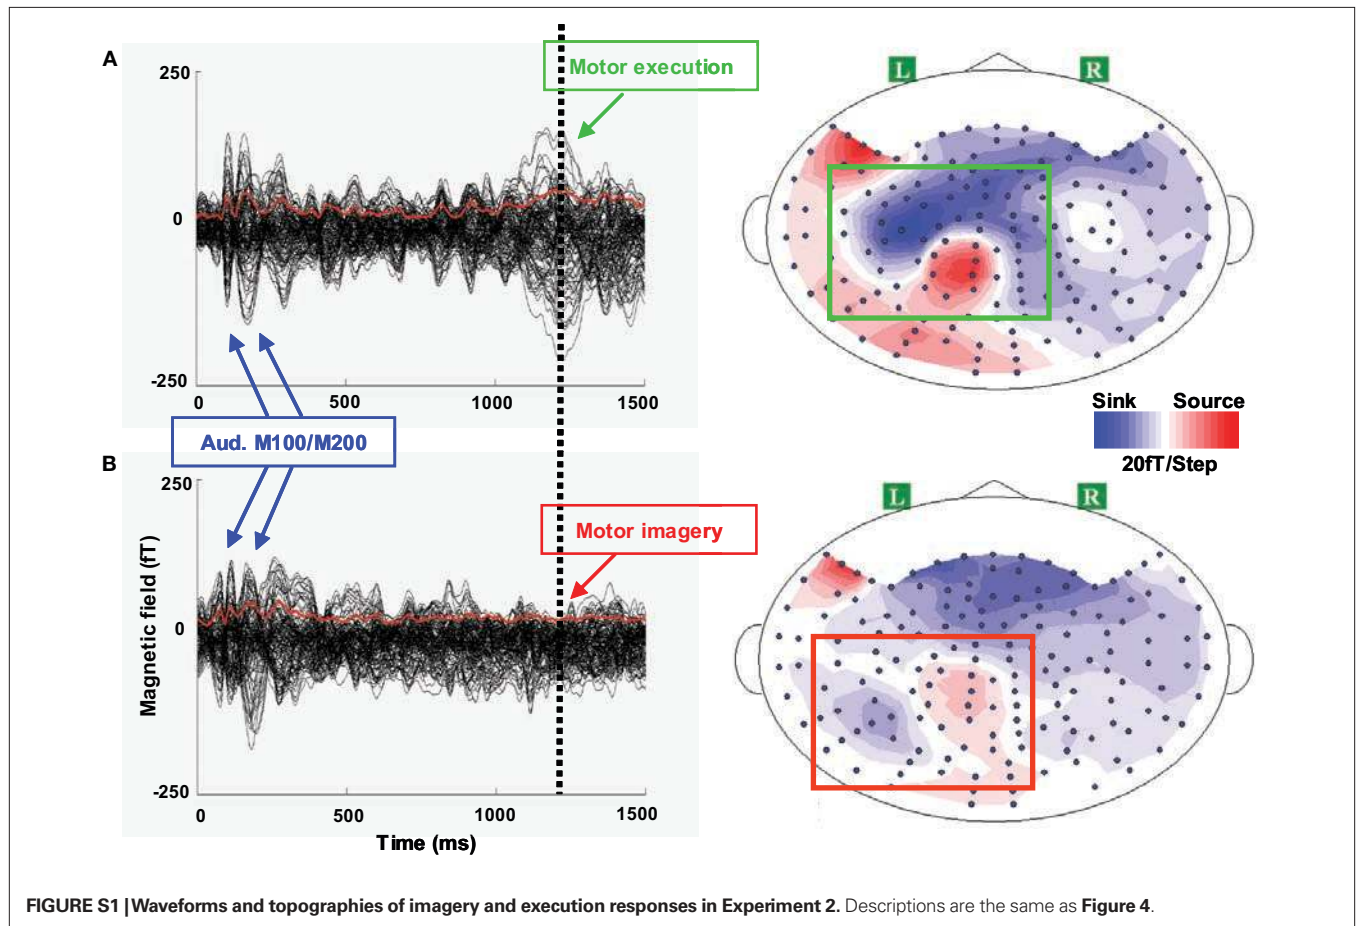 A
250
0
-250
0
500
1000
1500
Motor execution
L
R
Aud. M100/M200
Sink
Source
20fT/Step
B
250
0
-250
0
500
1000
1500
Magnetic field (fT)
Time (ms)
Motor imagery
L
R
FIGURE S1 | Waveforms and topographies of imagery and execution responses in Experiment 2. Descriptions are the same as Figure 4.